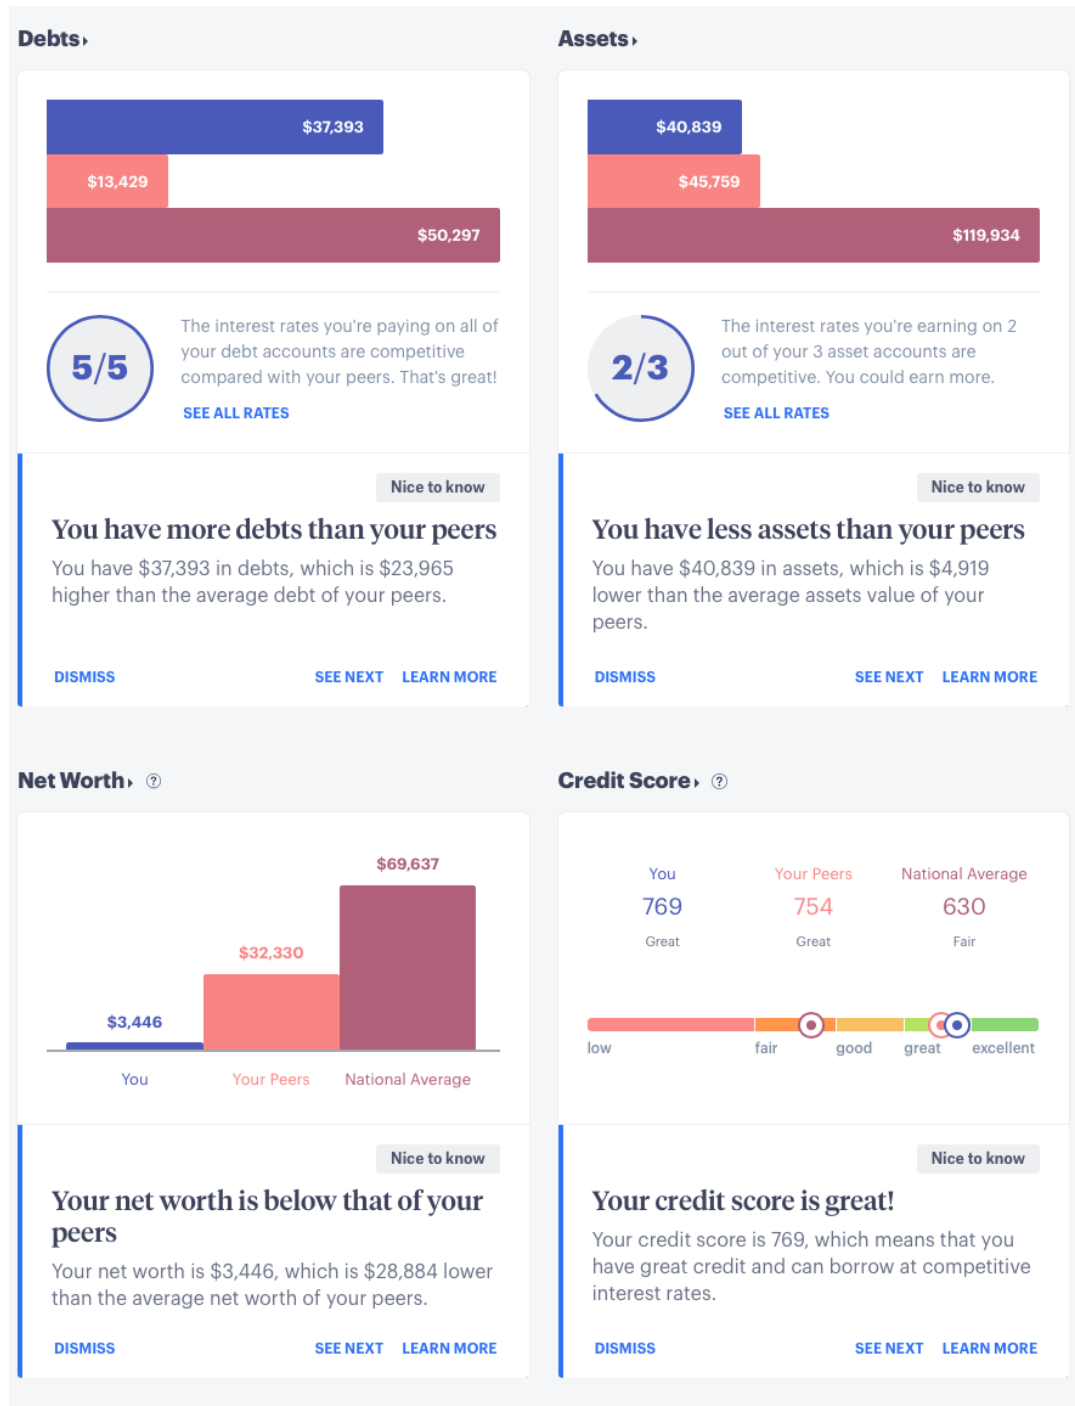 Debts
$37,393
$13,429
$50,297
5/5
The interest rates you're paying on all of
your debt accounts are competitive
compared with your peers. That's great!
SEE ALL RATES
Nice to know
You have more debts than your peers
You have $37,393 in debts, which is $23,965
higher than the average debt of your peers.
DISMISS
SEE NEXT
LEARN MORE
Assets
$40,839
$45,759
$119,934
2/3
The interest rates you're earning on 2
out of your 3 asset accounts are
competitive. You could earn more.
SEE ALL RATES
Nice to know
You have less assets than your peers
You have $40,839 in assets, which is $4,919
lower than the average assets value of your
peers.
DISMISS
SEE NEXT
LEARN MORE
Net Worth ?
$3,446
$32,330
$69,637
You
Your Peers
National Average
Nice to know
Your net worth is below that of your
peers
Your net worth is $3,446, which is $28,884 lower
than the average net worth of your peers.
DISMISS
SEE NEXT
LEARN MORE
Credit Score ?
You
Your Peers
National Average
769
754
630
Great
Great
Fair
low
fair
good
great
excellent
Nice to know
Your credit score is great!
Your credit score is 769, which means that you
have great credit and can borrow at competitive
interest rates.
DISMISS
SEE NEXT
LEARN MORE